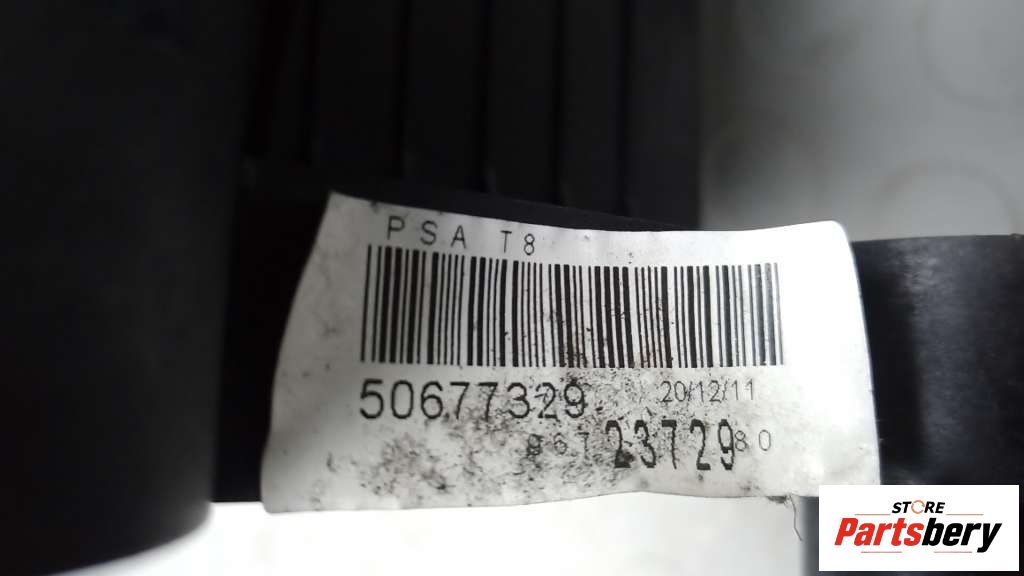 PSA T8
50677329 20/12/11
9672372980
STORE
Partsbery